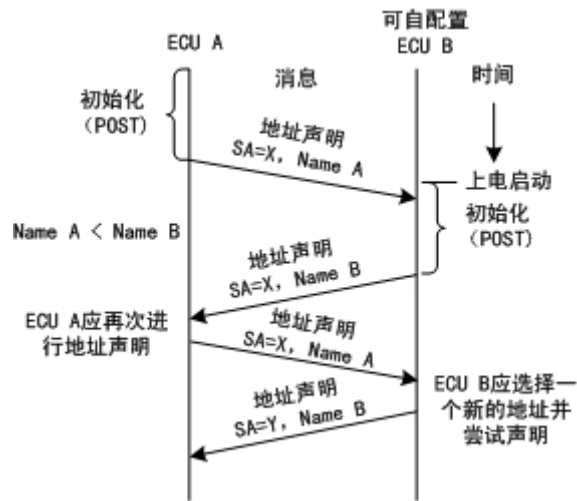 可自配置
ECU A
ECU B
消息
时间
初始化
(POST)
地址声明
SA=X, Name A
上电启动
初始化
(POST)
Name A < Name B
地址声明
SA=X, Name B
ECU A应再次进
行地址声明
地址声明
SA=X, Name A
ECU B应选择一
个新的地址并
尝试声明
地址声明
SA=Y, Name B